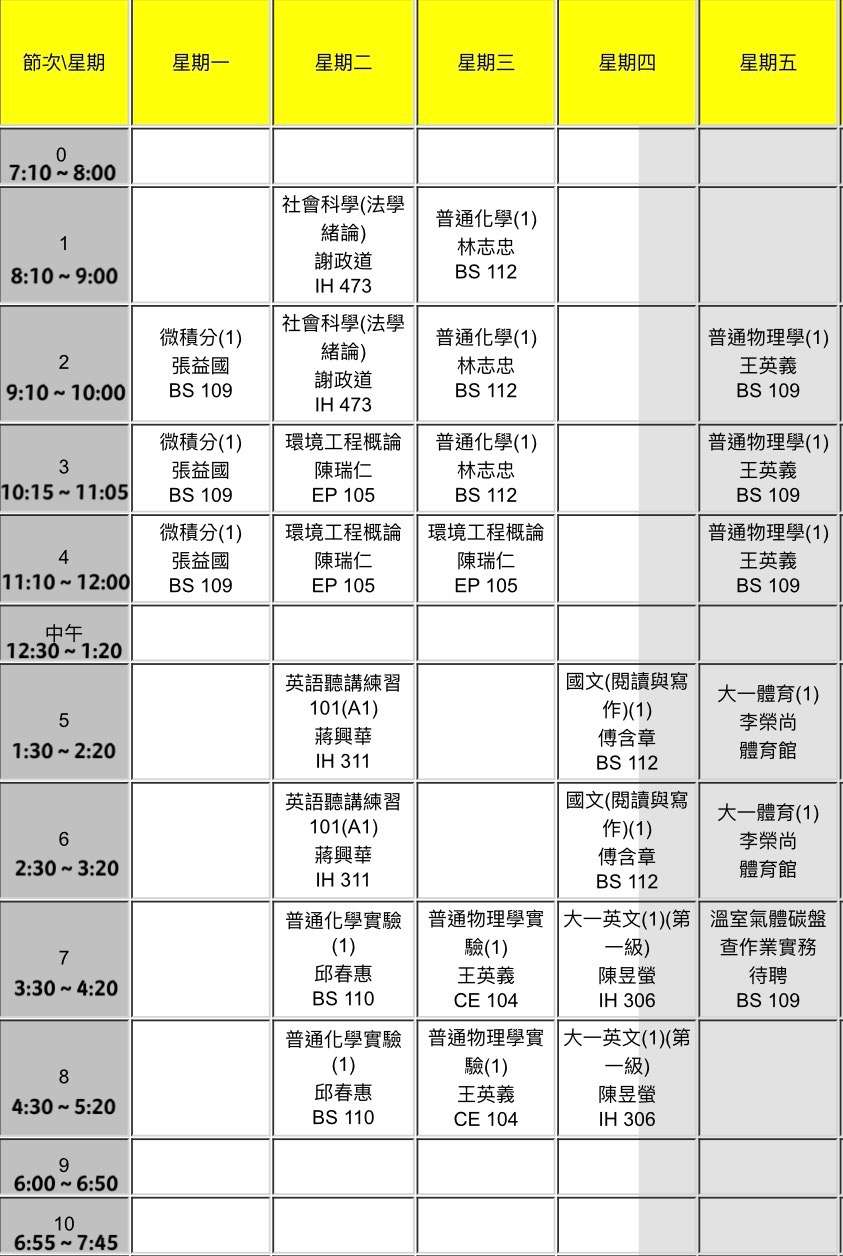 節次\星期
星期一
星期二
星期三
星期四
星期五
0
7:10 ~ 8:00
1
8:10 ~ 9:00
社會科學(法學
緒論)
謝政道
IH 473
普通化學(1)
林志忠
BS 112
2
9:10 ~ 10:00
微積分(1)
張益國
BS 109
社會科學(法學
緒論)
謝政道
IH 473
普通化學(1)
林志忠
BS 112
普通物理學(1)
王英義
BS 109
3
10:15 ~ 11:05
微積分(1)
張益國
BS 109
環境工程概論
陳瑞仁
EP 105
普通化學(1)
林志忠
BS 112
普通物理學(1)
王英義
BS 109
4
11:10 ~ 12:00
微積分(1)
張益國
BS 109
環境工程概論
陳瑞仁
EP 105
環境工程概論
陳瑞仁
EP 105
普通物理學(1)
王英義
BS 109
中午
12:30 ~ 1:20
5
1:30 ~ 2:20
英語聽講練習
101(A1)
蔣興華
IH 311
國文(閱讀與寫
作)(1)
傅含章
BS 112
大一體育(1)
李榮尚
體育館
6
2:30 ~ 3:20
英語聽講練習
101(A1)
蔣興華
IH 311
國文(閱讀與寫
作)(1)
傅含章
BS 112
大一體育(1)
李榮尚
體育館
7
3:30 ~ 4:20
普通化學實驗
(1)
邱春惠
BS 110
普通物理學實
驗(1)
王英義
CE 104
大一英文(1)(第
一級)
陳昱螢
IH 306
溫室氣體碳盤
查作業實務
待聘
BS 109
8
4:30 ~ 5:20
普通化學實驗
(1)
邱春惠
BS 110
普通物理學實
驗(1)
王英義
CE 104
大一英文(1)(第
一級)
陳昱螢
IH 306
9
6:00 ~ 6:50
10
6:55 ~ 7:45